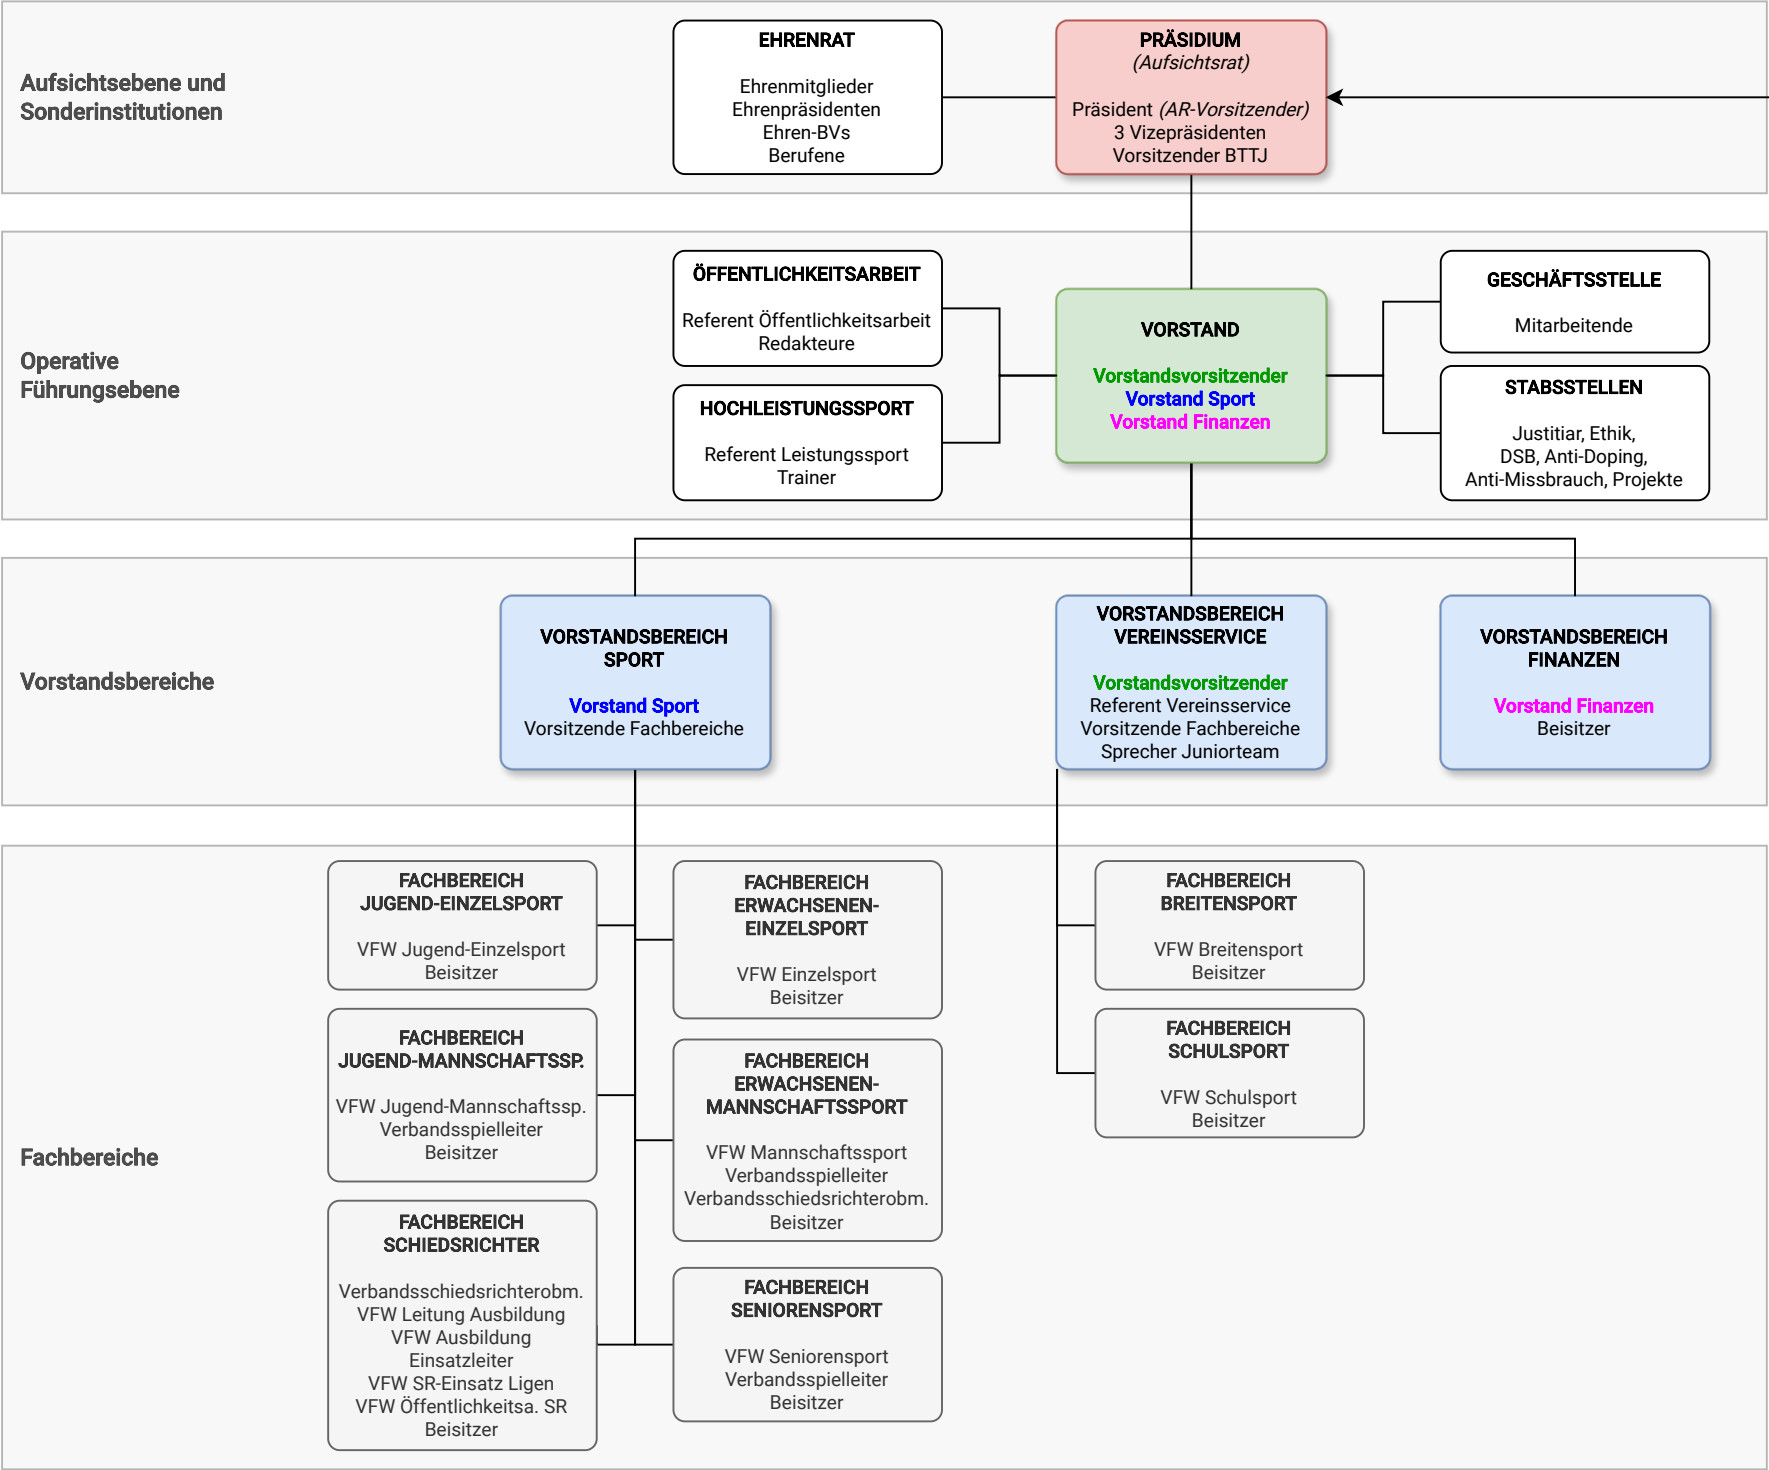 Aufsichtsebene und
Sonderinstitutionen
EHRENRAT
Ehrenmitglieder
Ehrenpräsidenten
Ehren-BVs
Berufene
PRÄSIDIUM
(Aufsichtsrat)
Präsident (AR-Vorsitzender)
3 Vizepräsidenten
Vorsitzender BTTJ
Operative
Führungsebene
ÖFFENTLICHKEITSARBEIT
Referent Öffentlichkeitsarbeit
Redakteure
HOCHLEISTUNGSSPORT
Referent Leistungssport
Trainer
VORSTAND
Vorstandsvorsitzender
Vorstand Sport
Vorstand Finanzen
GESCHÄFTSSTELLE
Mitarbeitende
STABSSTELLEN
Justitiar, Ethik,
DSB, Anti-Doping,
Anti-Missbrauch, Projekte
Vorstandsbereiche
VORSTANDSBEREICH
SPORT
Vorstand Sport
Vorsitzende Fachbereiche
VORSTANDSBEREICH
VEREINSSERVICE
Vorstandsvorsitzender
Referent Vereinsservice
Vorsitzende Fachbereiche
Sprecher Juniorteam
VORSTANDSBEREICH
FINANZEN
Vorstand Finanzen
Beisitzer
Fachbereiche
FACHBEREICH
JUGEND-EINZELSPORT
VFW Jugend-Einzelsport
Beisitzer
FACHBEREICH
JUGEND-MANNSCHAFTSSP.
VFW Jugend-Mannschaftssp.
Verbandsspielleiter
Beisitzer
FACHBEREICH
SCHIEDSRICHTER
Verbandsschiedsrichterobm.
VFW Leitung Ausbildung
VFW Ausbildung
Einsatzleiter
VFW SR-Einsatz Ligen
VFW Öffentlichkeitsa. SR
Beisitzer
FACHBEREICH
ERWACHSENEN-
EINZELSPORT
VFW Einzelsport
Beisitzer
FACHBEREICH
ERWACHSENEN-
MANNSCHAFTSSPORT
VFW Mannschaftssport
Verbandsspielleiter
Verbandsschiedsrichterobm.
Beisitzer
FACHBEREICH
SENIORENSPORT
VFW Seniorensport
Verbandsspielleiter
Beisitzer
FACHBEREICH
BREITENSPORT
VFW Breitensport
Beisitzer
FACHBEREICH
SCHULSPORT
VFW Schulsport
Beisitzer